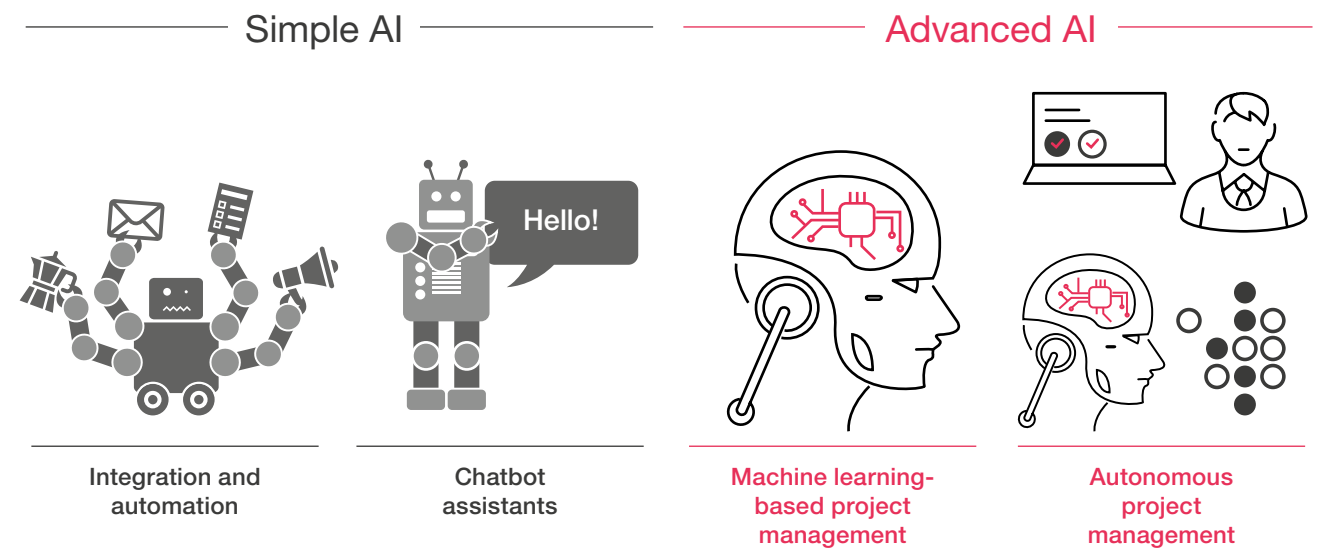 Simple AI
Advanced AI
Hello!
Integration and
automation
Chatbot
assistants
Machine learning-
based project
management
Autonomous
project
management